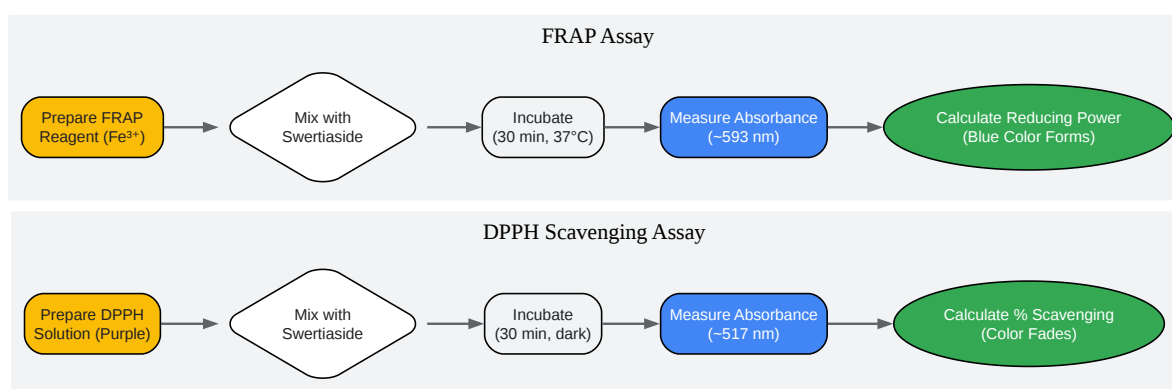 FRAP Assay
Prepare FRAP
Reagent (Fe³⁺)
Mix with
Swertiaside
Incubate
(30 min, 37°C)
Measure Absorbance
(~593 nm)
Calculate Reducing Power
(Blue Color Forms)
DPPH Scavenging Assay
Prepare DPPH
Solution (Purple)
Mix with
Swertiaside
Incubate
(30 min, dark)
Measure Absorbance
(~517 nm)
Calculate % Scavenging
(Color Fades)